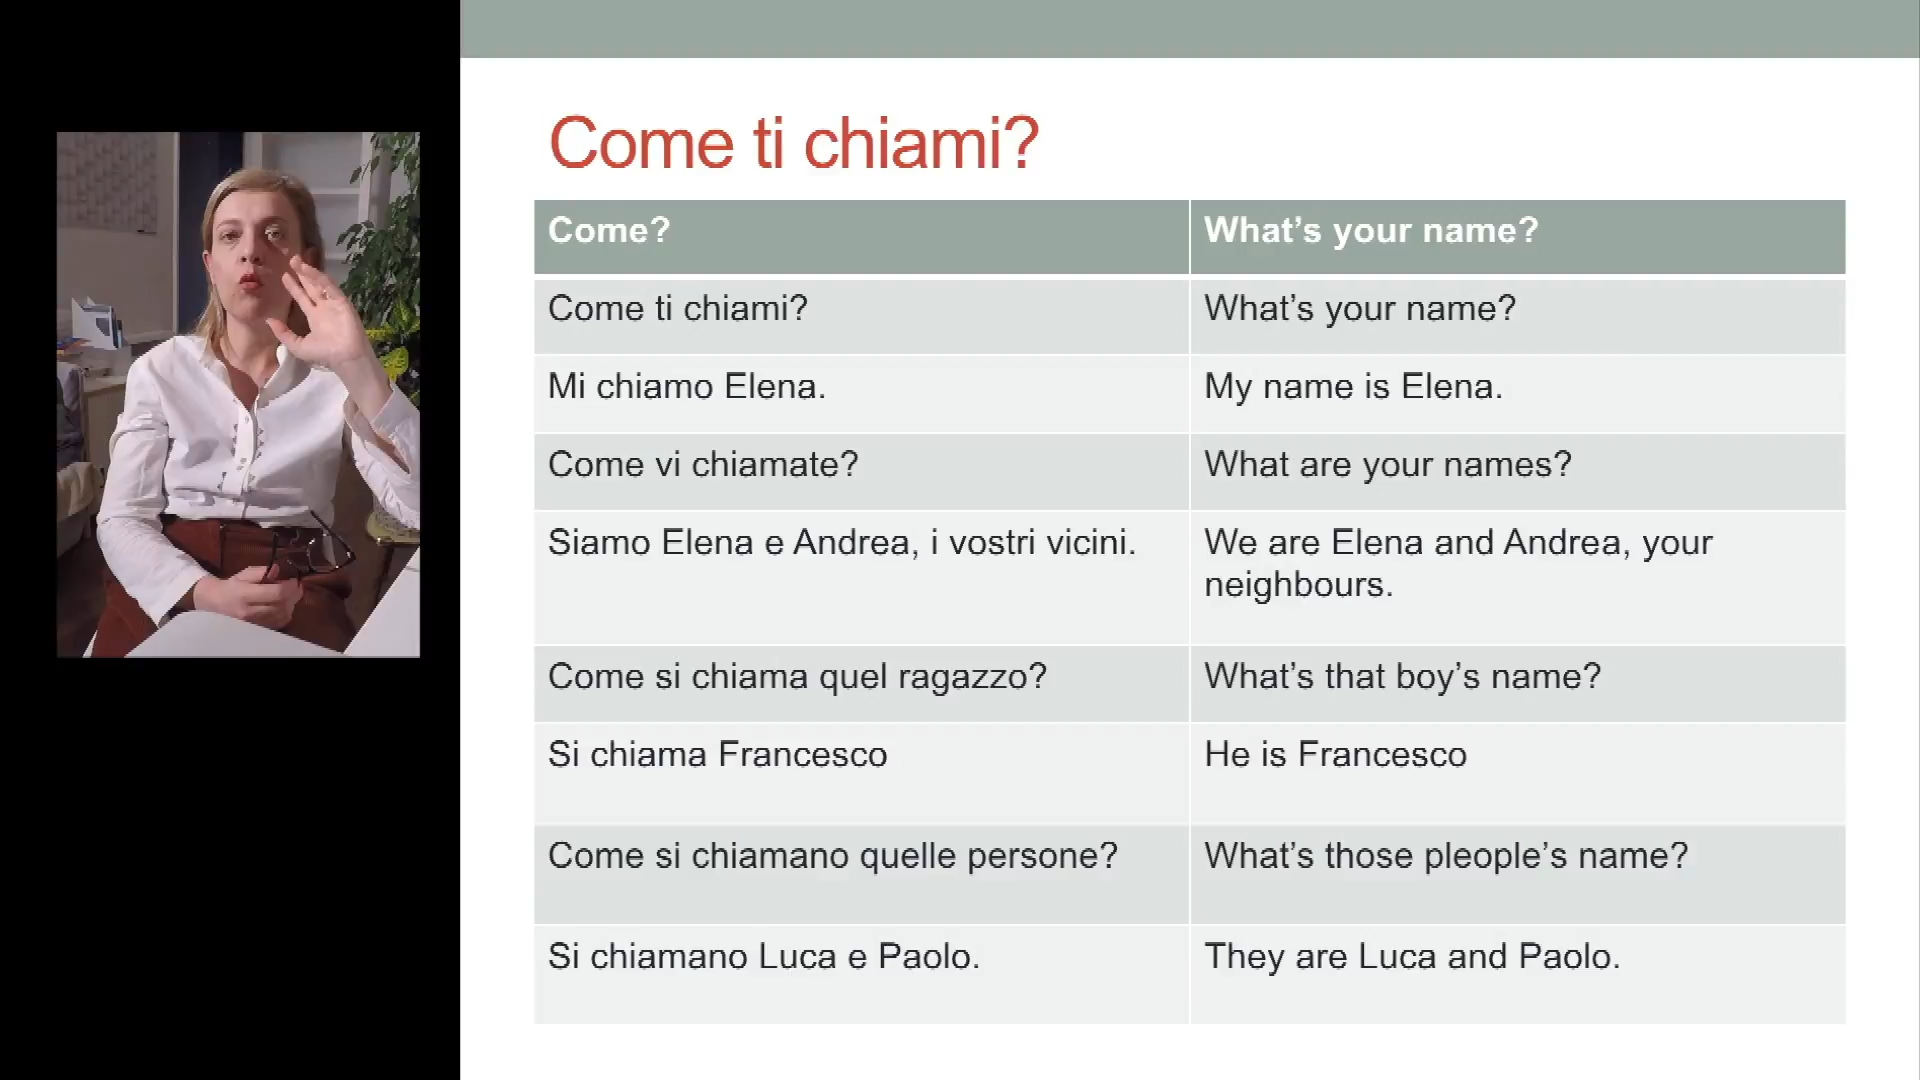 Come ti chiami?
Come? What’s your name?
Come ti chiami? What’s your name?
Mi chiamo Elena. My name is Elena.
Come vi chiamate? What are your names?
Siamo Elena e Andrea, i vostri vicini. We are Elena and Andrea, your
neighbours.
Come si chiama quel ragazzo? What’s that boy’s name?
Si chiama Francesco He is Francesco
Come si chiamano quelle persone? What’s those pleople’s name?
Si chiamano Luca e Paolo. They are Luca and Paolo.